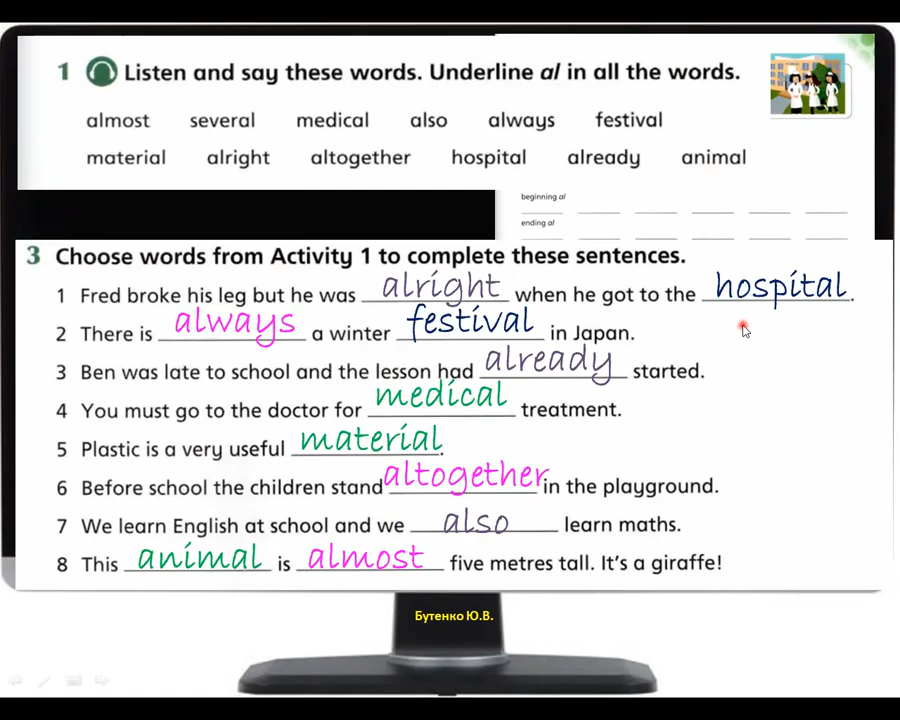 1 Listen and say these words. Underline al in all the words.
almost several medical also always festival
material alright altogether hospital already animal
beginning al
ending al
3 Choose words from Activity 1 to complete these sentences.
1 Fred broke his leg but he was alright when he got to the hospital.
2 There is always a winter festival in Japan.
3 Ben was late to school and the lesson had already started.
4 You must go to the doctor for medical treatment.
5 Plastic is a very useful material.
6 Before school the children stand altogether in the playground.
7 We learn English at school and we also learn maths.
8 This animal is almost five metres tall. It's a giraffe!
Бутенко Ю.В.